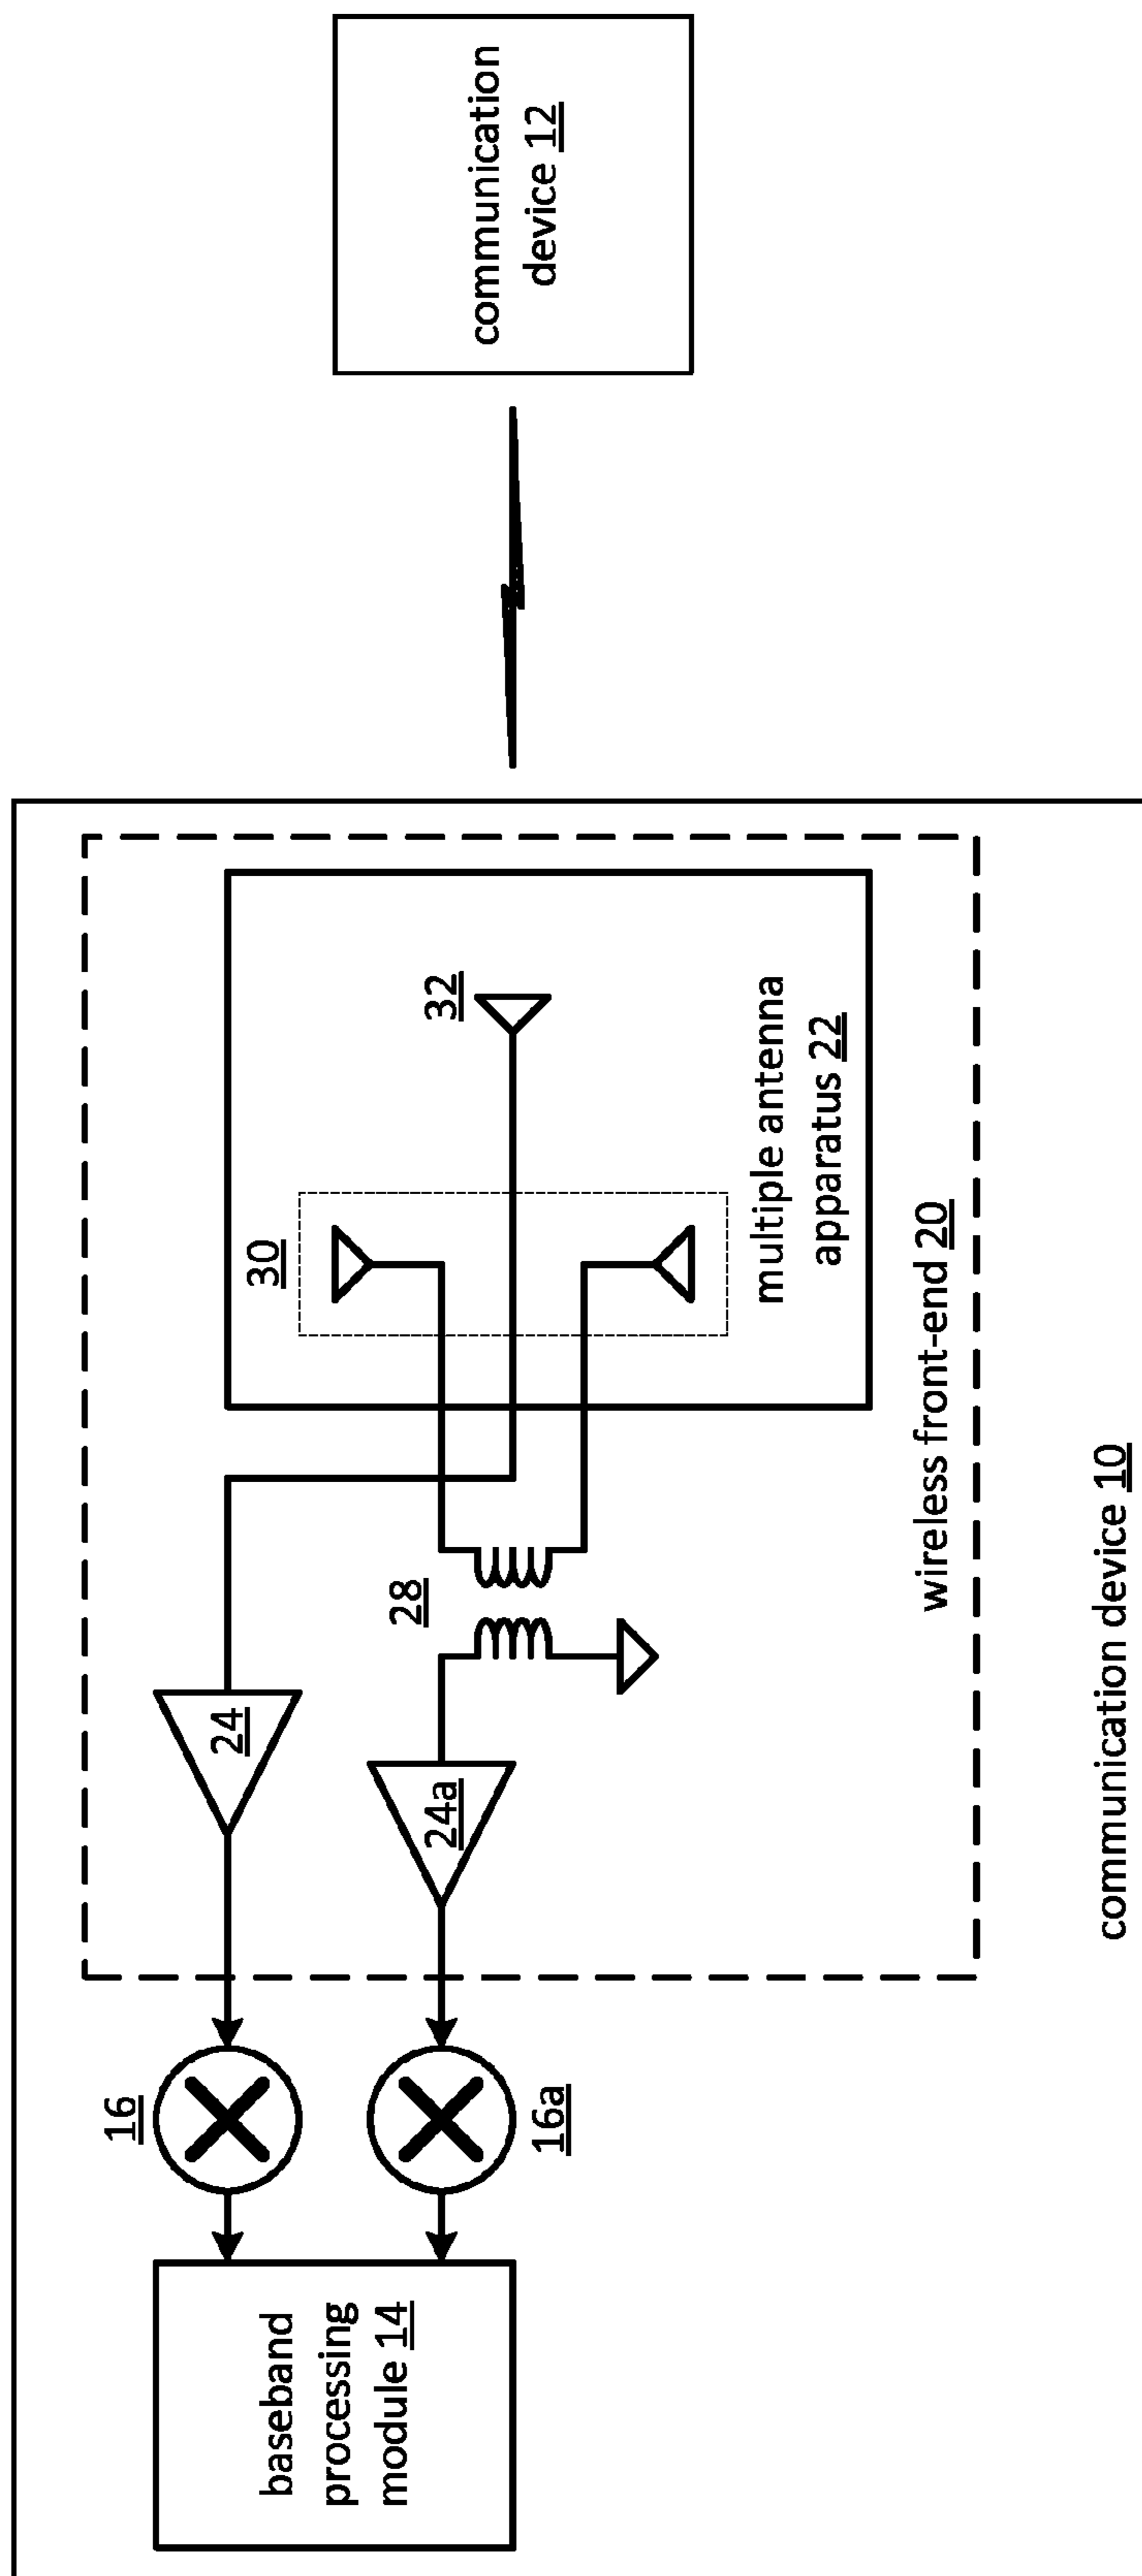 baseband
processing
module 14
16
16a
24
24a
28
30
32
multiple antenna
apparatus 22
wireless front-end 20
communication device 10
communication
device 12